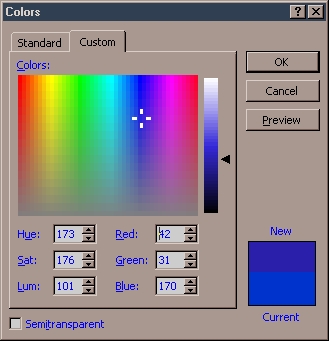 Colors
Standard Custom
Colors:
OK
Cancel
Preview
Hue: 173 Red: 42
Sat: 176 Green: 31
Lum: 101 Blue: 170
New
Current
Semitransparent